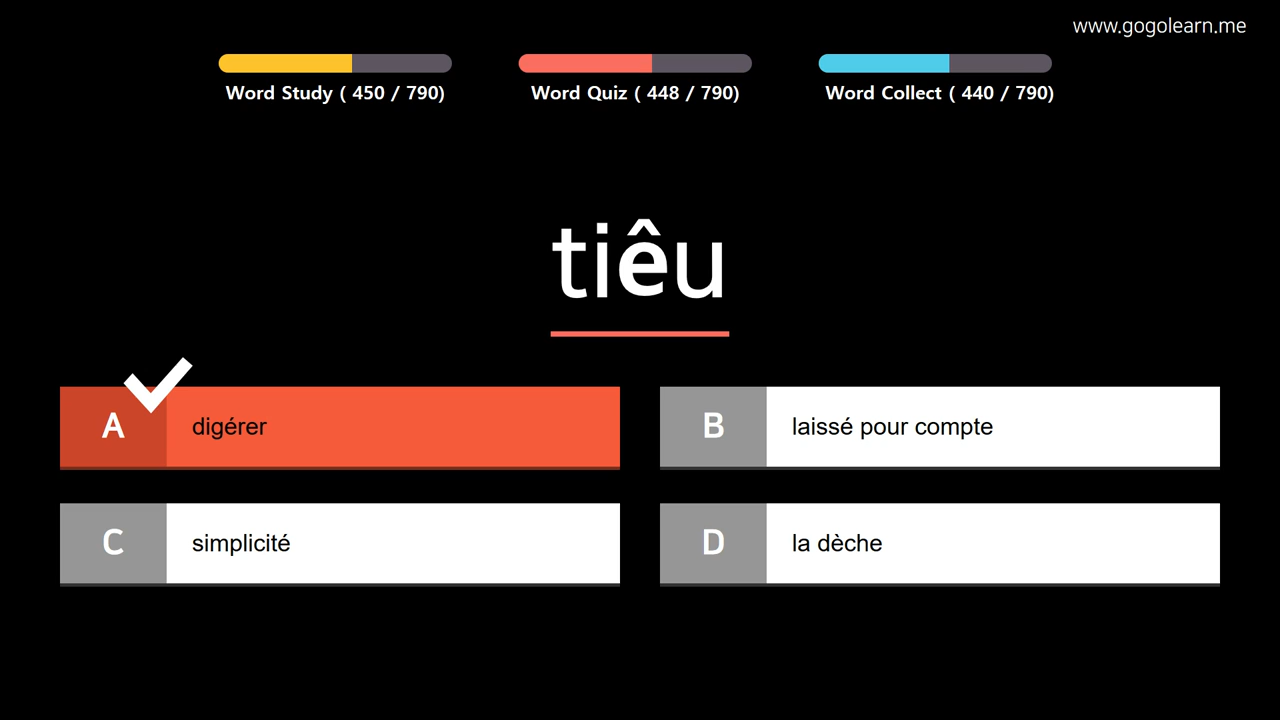 www.gogolearn.me
Word Study ( 450 / 790)
Word Quiz ( 448 / 790)
Word Collect ( 440 / 790)
tiêu
A digérer
B laissé pour compte
C simplicité
D la dèche